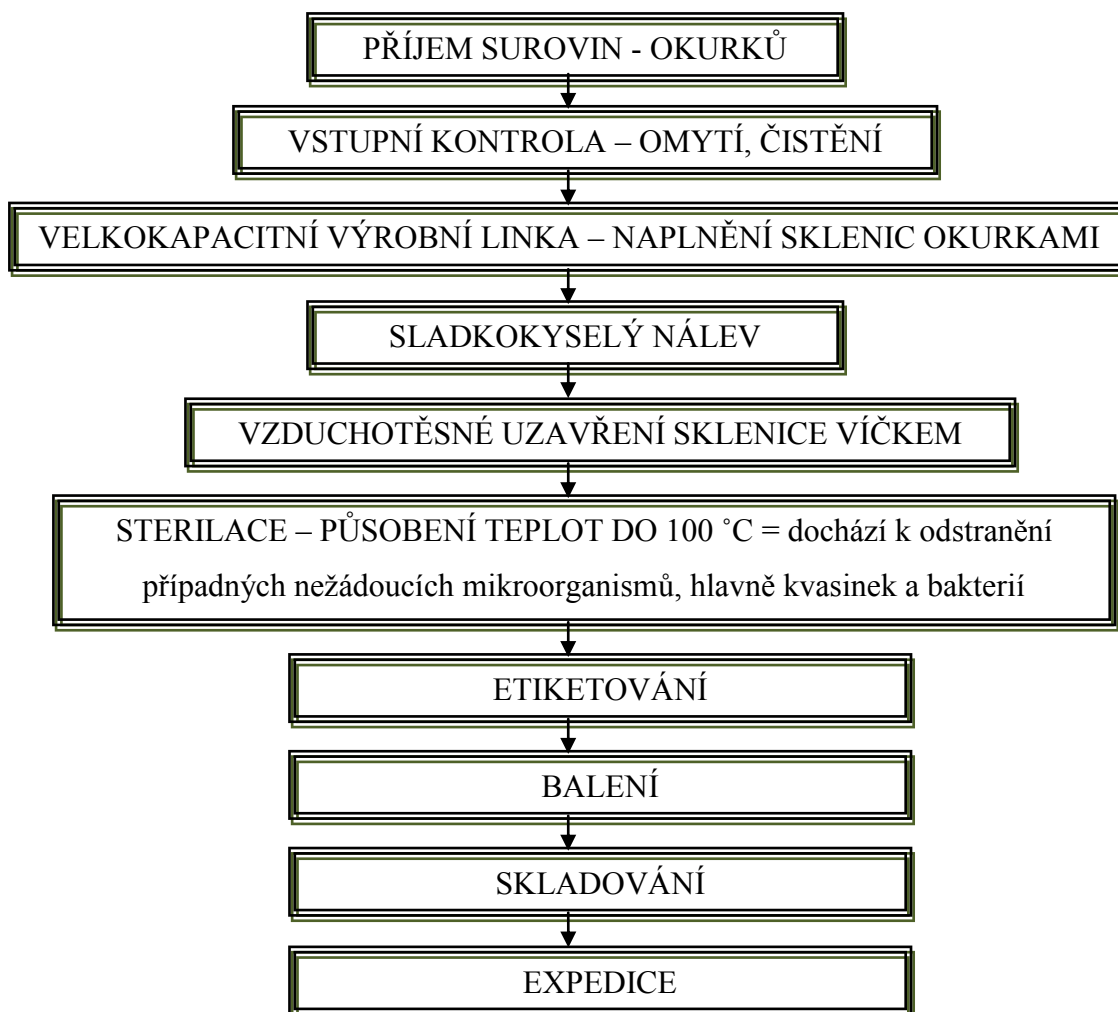 PŘÍJEM SUROVIN - OKURKŮ
VSTUPNÍ KONTROLA – OMYTÍ, ČISTĚNÍ
VELKOKAPACITNÍ VÝROBNÍ LINKA – NAPLNĚNÍ SKLENIC OKURKAMI
SLADKOKYSELÝ NÁLEV
VZDUCHOTĚSNÉ UZAVŘENÍ SKLENICE VÍČKEM
STERILACE – PŮSOBENÍ TEPLOT DO 100 ˚C = dochází k odstranění
případných nežádoucích mikroorganismů, hlavně kvasinek a bakterií
ETIKETOVÁNÍ
BALENÍ
SKLADOVÁNÍ
EXPEDICE